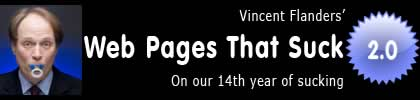 Vincent Flanders'
Web Pages That Suck
2.0
On our 14th year of sucking